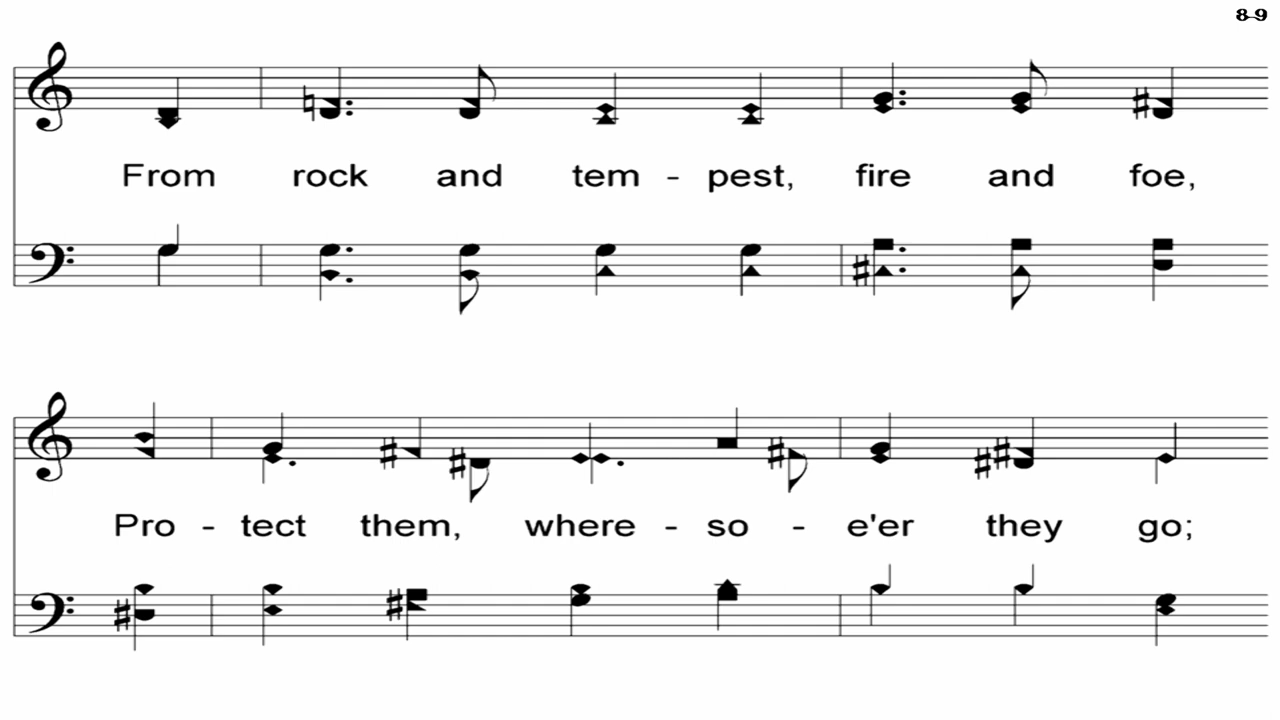 8-9
From rock and tem - pest, fire and foe,
Pro - tect them, where - so - e'er they go;